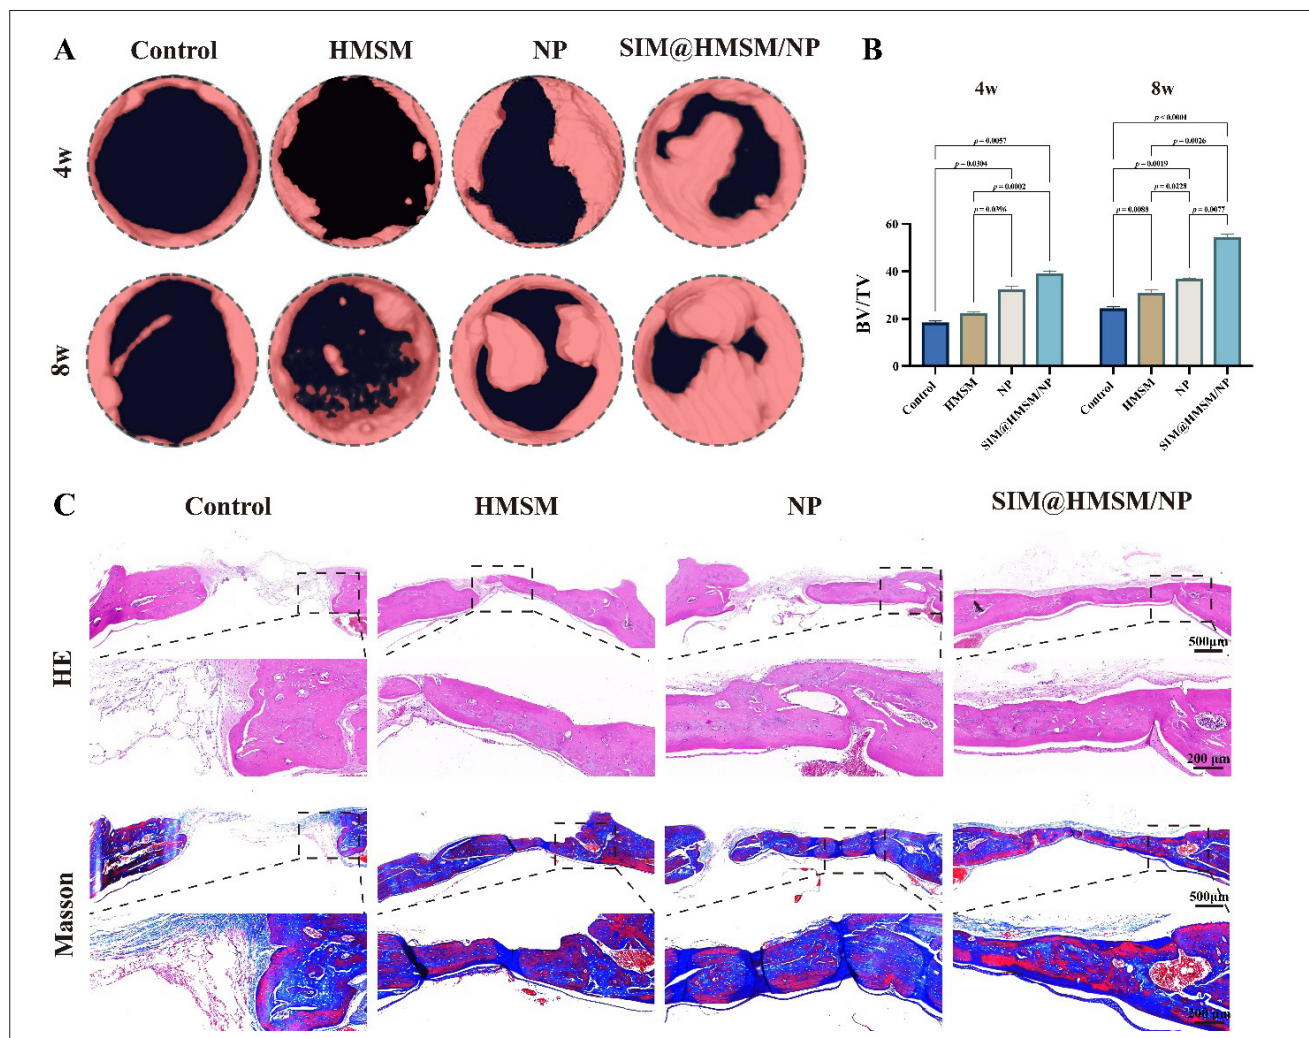 A
Control
HMSM
NP
SIM@HMSM/NP
4w
8w
B
4w
8w
p < 0.0001
p = 0.0057
p = 0.0026
p = 0.0304
p = 0.0019
p = 0.0002
p = 0.0228
p = 0.0396
p = 0.0088
p = 0.0077
BV/TV
60
40
20
0
Control
HMSM
NP
SIM@HMSM/NP
Control
HMSM
NP
SIM@HMSM/NP
C
Control
HMSM
NP
SIM@HMSM/NP
HE
500μm
200 μm
Masson
500μm
200 μm